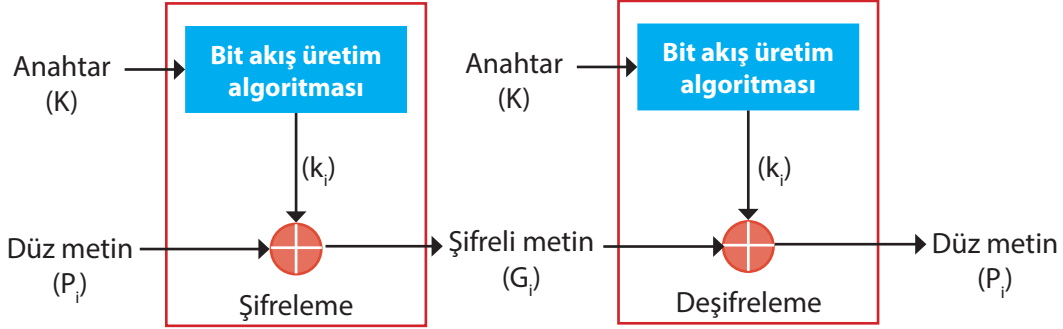 Bit akış üretim
algoritması
Anahtar
(K)
(kᵢ)
Düz metin
(Pᵢ)
Şifreleme
Şifreli metin
(Gᵢ)
Bit akış üretim
algoritması
Anahtar
(K)
(kᵢ)
Deşifreleme
Düz metin
(Pᵢ)